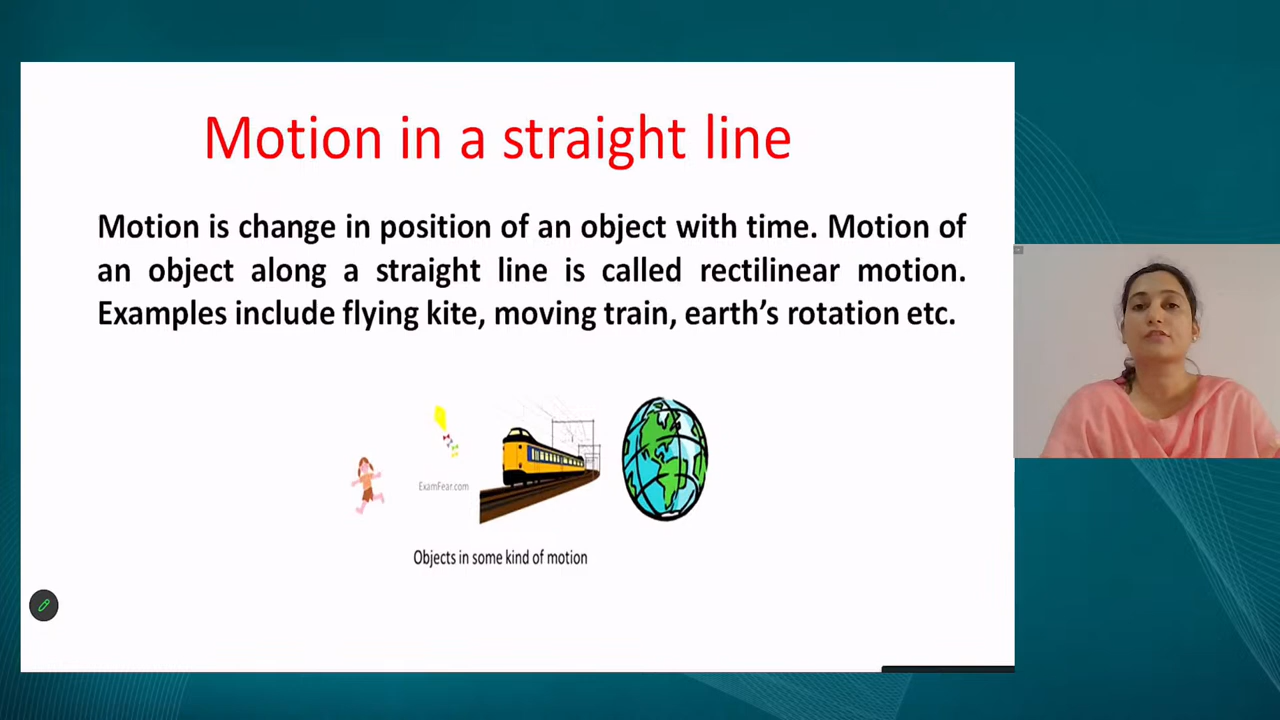 Motion in a straight line
Motion is change in position of an object with time. Motion of
an object along a straight line is called rectilinear motion.
Examples include flying kite, moving train, earth’s rotation etc.
ExamFear.com
Objects in some kind of motion